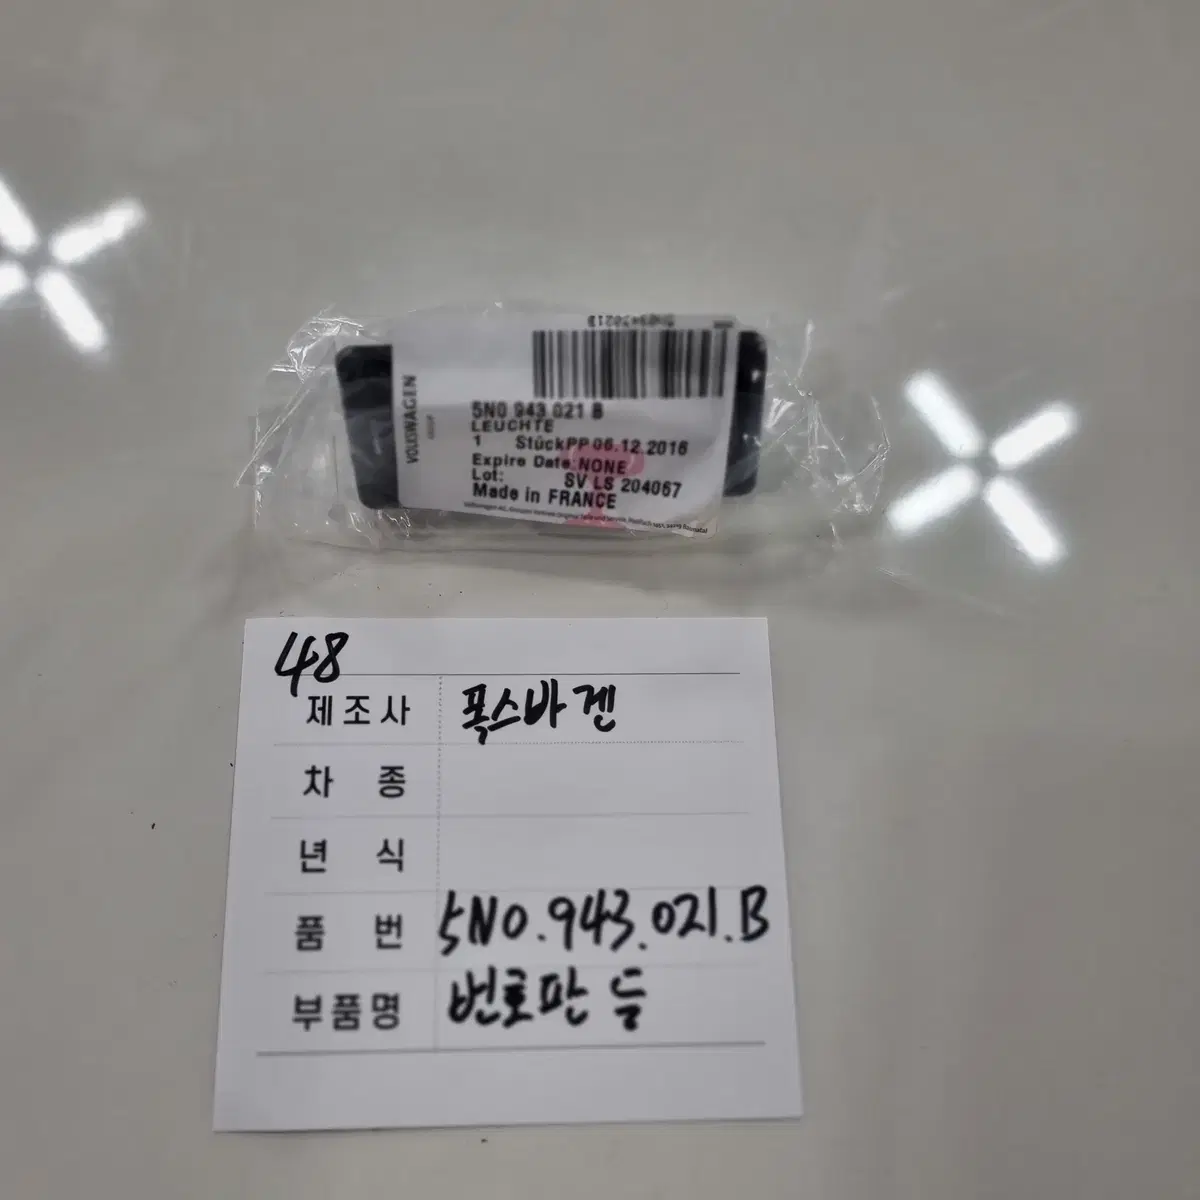 VOLKSWAGEN
5N0 943 021 B
LEUCHTE
1 Stück PP 06.12.2016
Expire Date: NONE
Lot: SV LS 204067
Made in FRANCE
48
제조사 폭스바겐
차 종
년 식
품 번 5N0.943.021.B
부품명 번호판 등